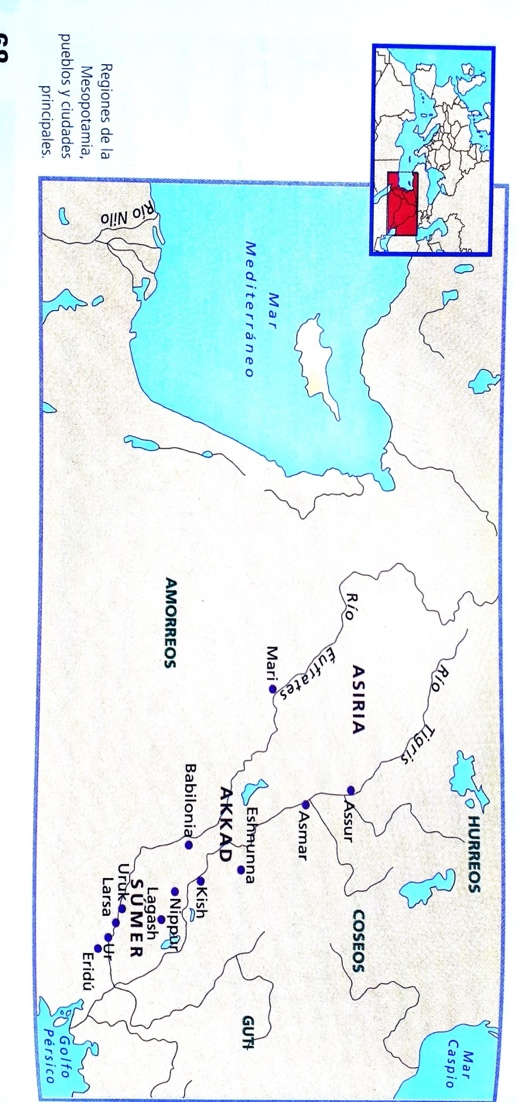 Regiones de la
Mesopotamia,
pueblos y ciudades
principales.
Mar
Caspio
HURREOS
COSEOS
GUTI
Río Tigris
ASIRIA
Río
Éufrates
Assur
Asmar
Mari
Mar
Mediterráneo
Eshnunna
AKKAD
Kish
Babilonia
Nippur
Lagash
AMORREOS
SUMER
Uruk
Larsa
Ur
Eridú
Río Nilo
Golfo
Pérsico